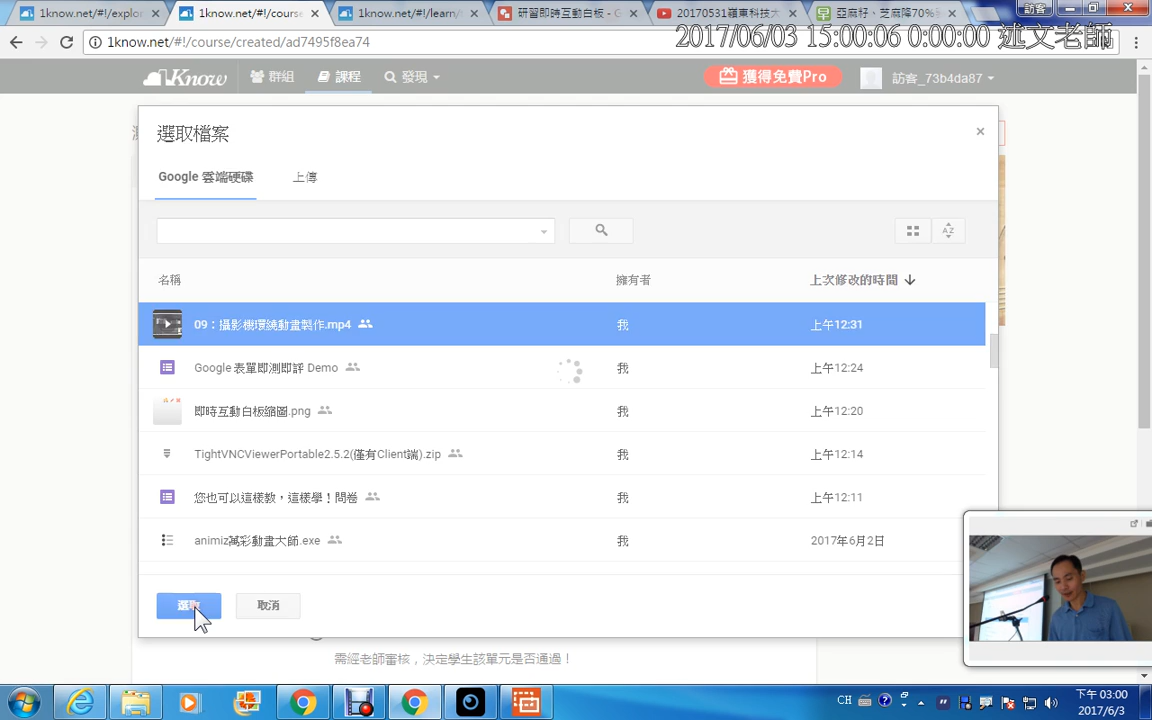 1know.net/#!/explor
1know.net/#!/course
1know.net/#!/learn/
研習即時互動白板 - G
20170531嶺東科技大
亞麻籽、芝麻降70%
訪客
1know.net/#!/course/created/ad7495f8ea74
2017/06/03 15:00:06 0:00:00 述文老師
1Know
群組
課程
發現
獲得免費Pro
訪客_73b4da87
選取檔案
Google 雲端硬碟
上傳
AZ
名稱
擁有者
上次修改的時間
09：攝影機環繞動畫製作.mp4
我
上午12:31
Google 表單即測即評 Demo
我
上午12:24
即時互動白板縮圖.png
我
上午12:20
TightVNCViewerPortable2.5.2(僅有Client端).zip
我
上午12:14
您也可以這樣教，這樣學！問卷
我
上午12:11
animiz萬彩動畫大師.exe
我
2017年6月2日
選取
取消
需經老師審核，決定學生該單元是否通過！
CH
下午 03:00
2017/6/3